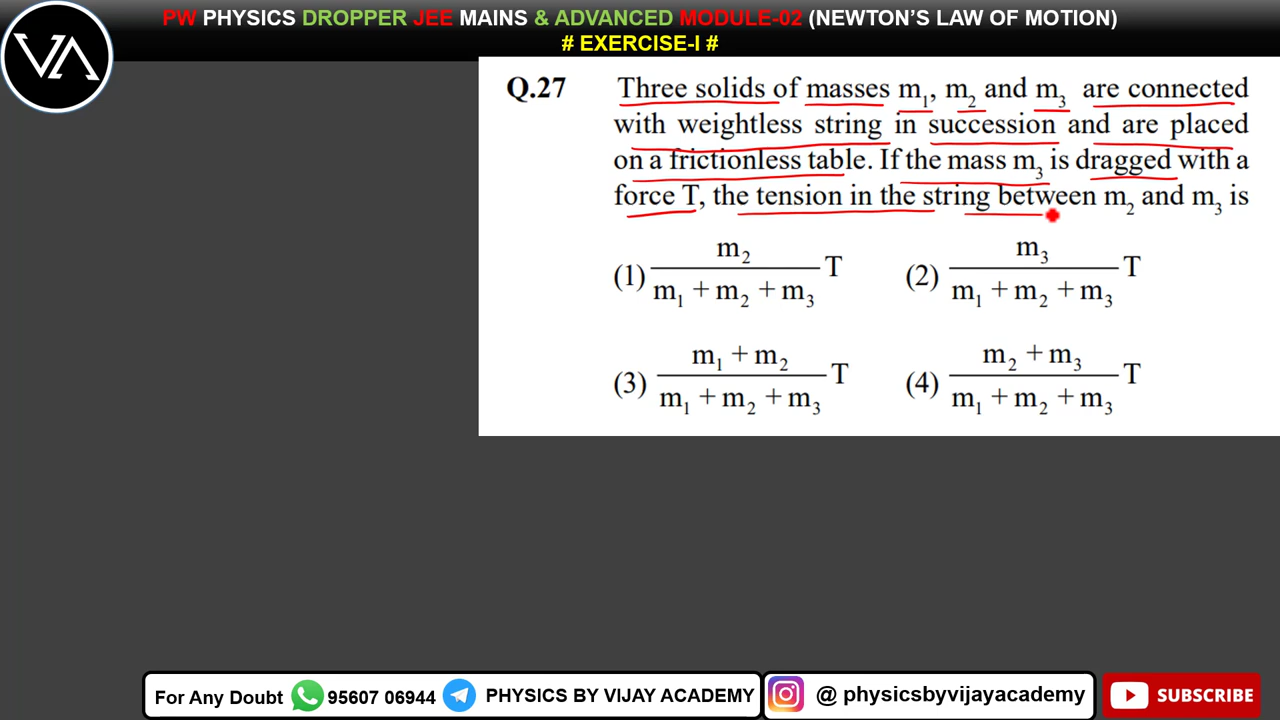 PW PHYSICS DROPPER JEE MAINS & ADVANCED MODULE-02 (NEWTON'S LAW OF MOTION)
# EXERCISE-I #
VA
Q.27 Three solids of masses m₁, m₂ and m₃ are connected
with weightless string in succession and are placed
on a frictionless table. If the mass m₃ is dragged with a
force T, the tension in the string between m₂ and m₃ is
(1) m₂ / (m₁ + m₂ + m₃) T (2) m₃ / (m₁ + m₂ + m₃) T
(3) (m₁ + m₂) / (m₁ + m₂ + m₃) T (4) (m₂ + m₃) / (m₁ + m₂ + m₃) T
For Any Doubt 95607 06944 PHYSICS BY VIJAY ACADEMY @ physicsbyvijayacademy SUBSCRIBE